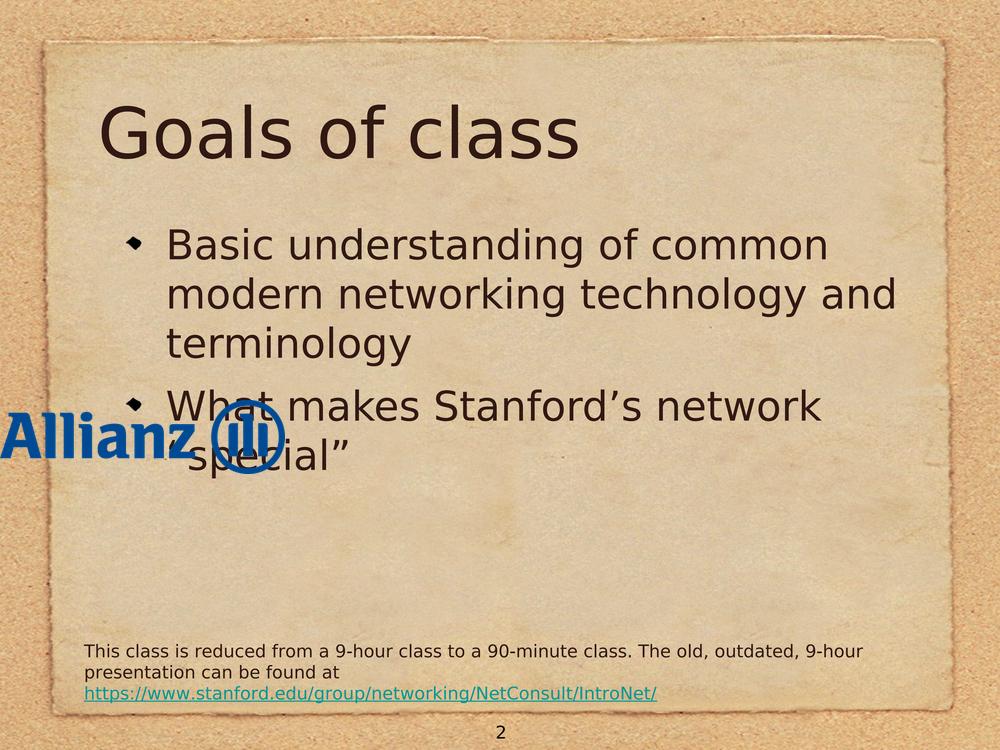 Goals of class
Basic understanding of common
modern networking technology and
terminology
What makes Stanford’s network
“special”
Allianz
This class is reduced from a 9-hour class to a 90-minute class. The old, outdated, 9-hour
presentation can be found at
https://www.stanford.edu/group/networking/NetConsult/IntroNet/
2